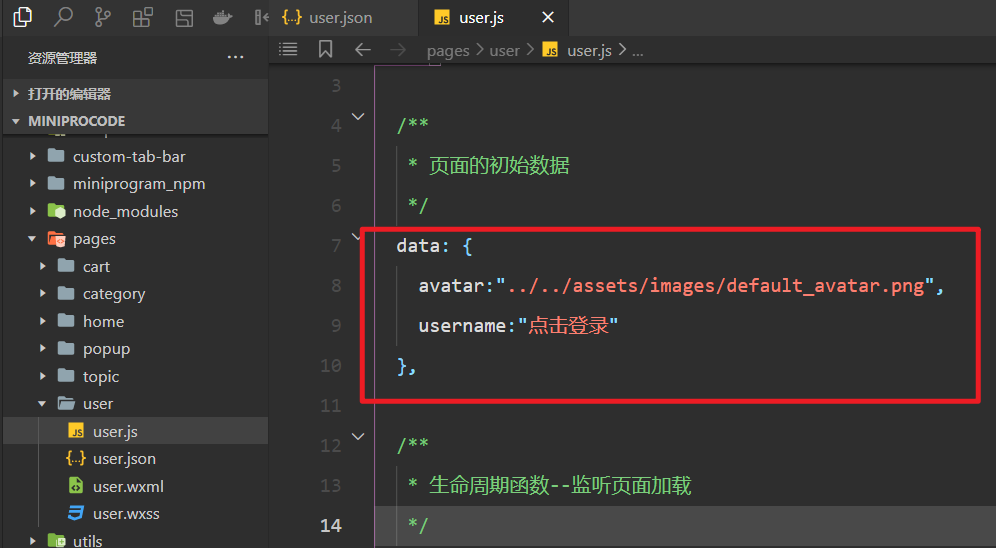 user.json
JS user.js ×
资源管理器 ...
pages > user > JS user.js > ...
打开的编辑器
MINIPROCODE
custom-tab-bar
miniprogram_npm
node_modules
pages
cart
category
home
popup
topic
user
JS user.js
{..} user.json
user.wxml
user.wxss
utils
3
4 /**
5 * 页面的初始数据
6 */
7 data: {
8 avatar:"../../assets/images/default_avatar.png",
9 username:"点击登录"
10 },
11
12 /**
13 * 生命周期函数--监听页面加载
14 */